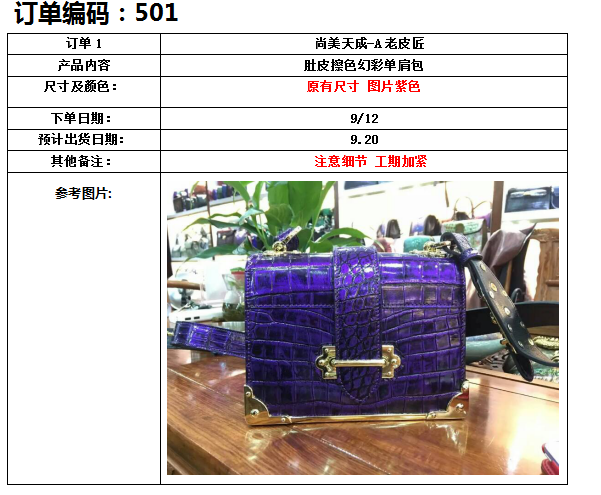 订单编码：501
订单 1
尚美天成-A 老皮匠
产品内容
肚皮擦色幻彩单肩包
尺寸及颜色：
原有尺寸 图片紫色
下单日期：
9/12
预计出货日期：
9.20
其他备注：
注意细节 工期加紧
参考图片: